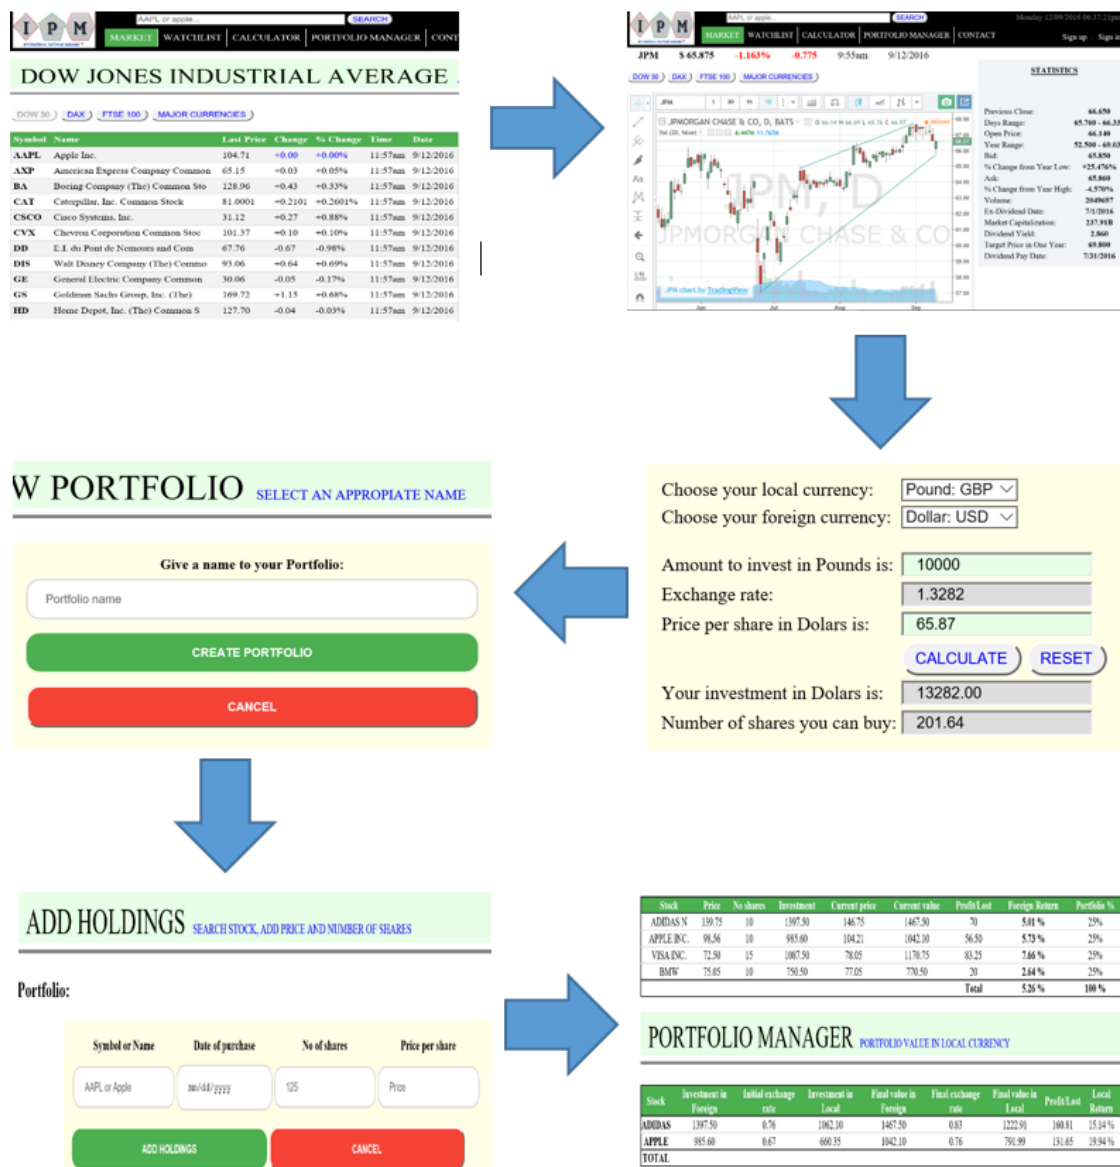 I P M
AAPL or apple...
SEARCH
MARKET WATCHLIST CALCULATOR PORTFOLIO MANAGER CONT
DOW JONES INDUSTRIAL AVERAGE
DOW 30 DAX FTSE 100 MAJOR CURRENCIES
Symbol Name Last Price Change % Change Time Date
AAPL Apple Inc. 104.71 +0.00 +0.00% 11:57am 9/12/2016
AXP American Express Company Common 65.15 +0.03 +0.05% 11:57am 9/12/2016
BA Boeing Company (The) Common Sto 128.96 +0.43 +0.33% 11:57am 9/12/2016
CAT Caterpillar, Inc. Common Stock 81.0001 +0.2101 +0.2601% 11:57am 9/12/2016
CSCO Cisco Systems, Inc. 31.12 +0.27 +0.88% 11:57am 9/12/2016
CVX Chevron Corporation Common Stoc 101.37 +0.10 +0.10% 11:57am 9/12/2016
DD E.I. du Pont de Nemours and Com 67.76 -0.67 -0.98% 11:57am 9/12/2016
DIS Walt Disney Company (The) Commo 93.06 +0.64 +0.69% 11:57am 9/12/2016
GE General Electric Company Common 30.06 -0.05 -0.17% 11:57am 9/12/2016
GS Goldman Sachs Group, Inc. (The) 169.72 +1.15 +0.68% 11:57am 9/12/2016
HD Home Depot, Inc. (The) Common S 127.70 -0.04 -0.03% 11:57am 9/12/2016
I P M
AAPL or apple...
SEARCH
Monday 12/09/2016 06:37:21pm
MARKET WATCHLIST CALCULATOR PORTFOLIO MANAGER CONTACT
Sign up Sign in
JPM $ 65.875 -1.163% -0.775 9:55am 9/12/2016
DOW 30 DAX FTSE 100 MAJOR CURRENCIES
JPM
JPMORGAN CHASE & CO, D, BATS
JPM, D
JPMORGAN CHASE & CO
JPM chart by TradingView
Jun Jul Aug Sep
STATISTICS
Previous Close: 66.650
Days Range: 65.760 - 66.33
Open Price: 66.140
Year Range: 52.500 - 69.03
Bid: 65.850
% Change from Year Low: +25.476%
Ask: 65.860
% Change from Year High: -4.570%
Volume: 2049697
Ex-Dividend Date: 7/1/2016
Market Capitalization: 237.91B
Dividend Yield: 2.860
Target Price in One Year: 69.800
Dividend Pay Date: 7/31/2016
W PORTFOLIO SELECT AN APPROPIATE NAME
Give a name to your Portfolio:
Portfolio name
CREATE PORTFOLIO
CANCEL
Choose your local currency: Pound: GBP
Choose your foreign currency: Dollar: USD
Amount to invest in Pounds is: 10000
Exchange rate: 1.3282
Price per share in Dolars is: 65.87
CALCULATE RESET
Your investment in Dolars is: 13282.00
Number of shares you can buy: 201.64
ADD HOLDINGS SEARCH STOCK, ADD PRICE AND NUMBER OF SHARES
Portfolio:
Symbol or Name Date of purchase No of shares Price per share
AAPL or Apple mm/dd/yyyy 125 Price
ADD HOLDINGS CANCEL
Stock Price No shares Investment Current price Current value Profit/Lost Foreign Return Portfolio %
ADIDAS N 139.75 10 1397.50 146.75 1467.50 70 5.01 % 25%
APPLE INC. 98.56 10 985.60 104.21 1042.10 56.50 5.73 % 25%
VISA INC. 72.50 15 1087.50 78.05 1170.75 83.25 7.66 % 25%
BMW 75.05 10 750.50 77.05 770.50 20 2.64 % 25%
Total 5.26 % 100 %
PORTFOLIO MANAGER PORTFOLIO VALUE IN LOCAL CURRENCY
Stock Investment in Foreign Initial exchange rate Investment in Local Final value in Foreign Final exchange rate Final value in Local Profit/Lost Local Return
ADIDAS 1397.50 0.76 1062.10 1467.50 0.83 1222.91 160.81 15.14 %
APPLE 985.60 0.67 660.35 1042.10 0.76 791.99 131.65 19.94 %
TOTAL